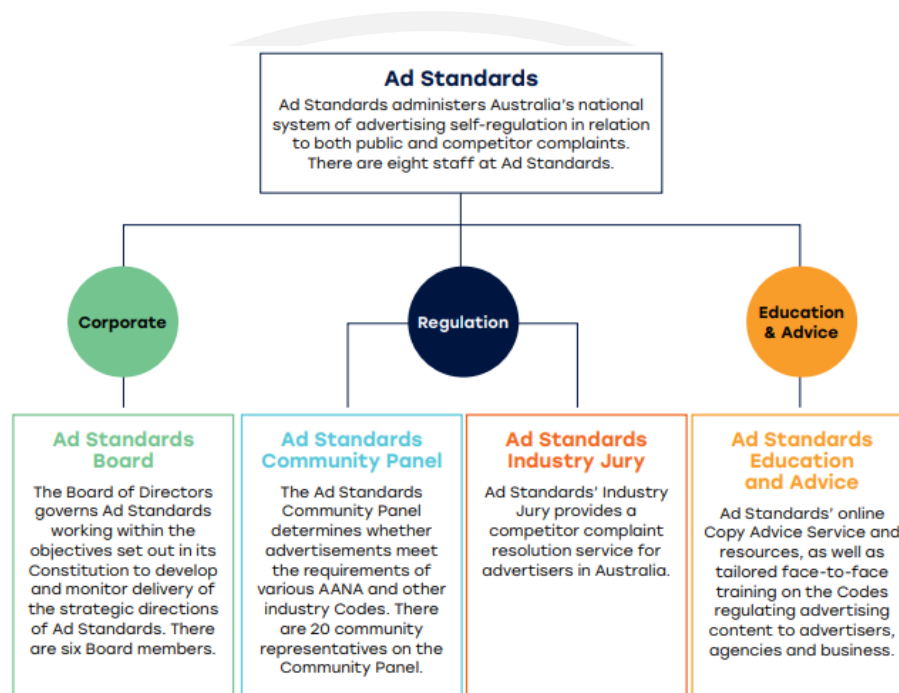 Ad Standards
Ad Standards administers Australia's national
system of advertising self-regulation in relation
to both public and competitor complaints.
There are eight staff at Ad Standards.
Corporate
Regulation
Education
& Advice
Ad Standards
Board
The Board of Directors
governs Ad Standards
working within the
objectives set out in its
Constitution to develop
and monitor delivery of
the strategic directions
of Ad Standards. There
are six Board members.
Ad Standards
Community Panel
The Ad Standards
Community Panel
determines whether
advertisements meet
the requirements of
various AANA and other
industry Codes. There
are 20 community
representatives on the
Community Panel.
Ad Standards
Industry Jury
Ad Standards' Industry
Jury provides a
competitor complaint
resolution service for
advertisers in Australia.
Ad Standards
Education
and Advice
Ad Standards' online
Copy Advice Service and
resources, as well as
tailored face-to-face
training on the Codes
regulating advertising
content to advertisers,
agencies and business.